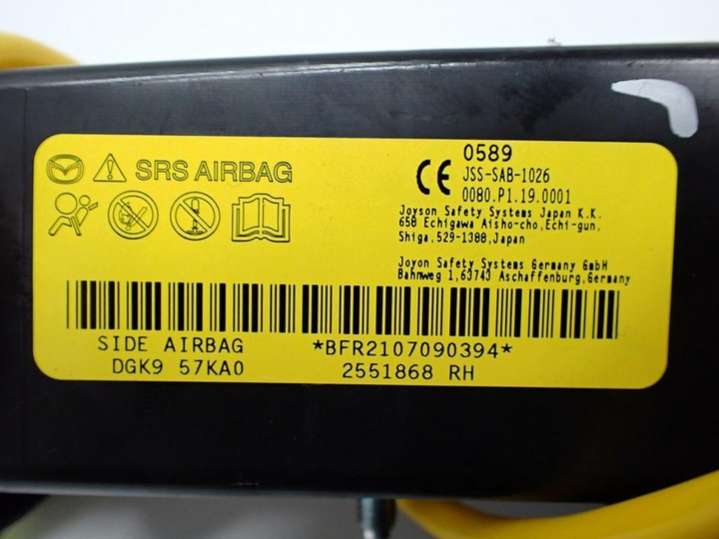 SRS AIRBAG
CE
0589
JSS-SAB-1026
0080.P1.19.0001
Joyson Safety Systems Japan K.K.
658 Echigawa Aisho-cho,Echi-gun,
Shiga,529-1388,Japan
Joyon Safety Systems Germany GmbH
Bahnweg 1,63743 Aschaffenburg,Germany
SIDE AIRBAG
*BFR2107090394*
DGK9 57KA0
2551868 RH